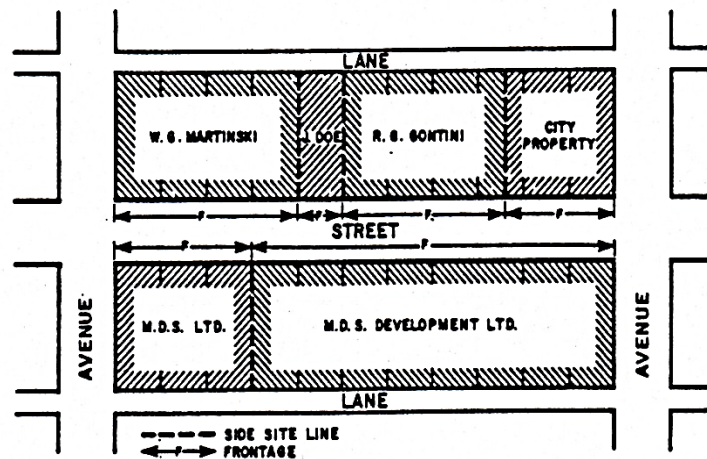 LANE
W. G. MARTINSKI
J DOE
R. G. GONTINI
CITY
PROPERTY
F F F F
STREET
F F
AVENUE
M.D.S. LTD.
M.D.S. DEVELOPMENT LTD.
AVENUE
LANE
SIDE SITE LINE
F FRONTAGE